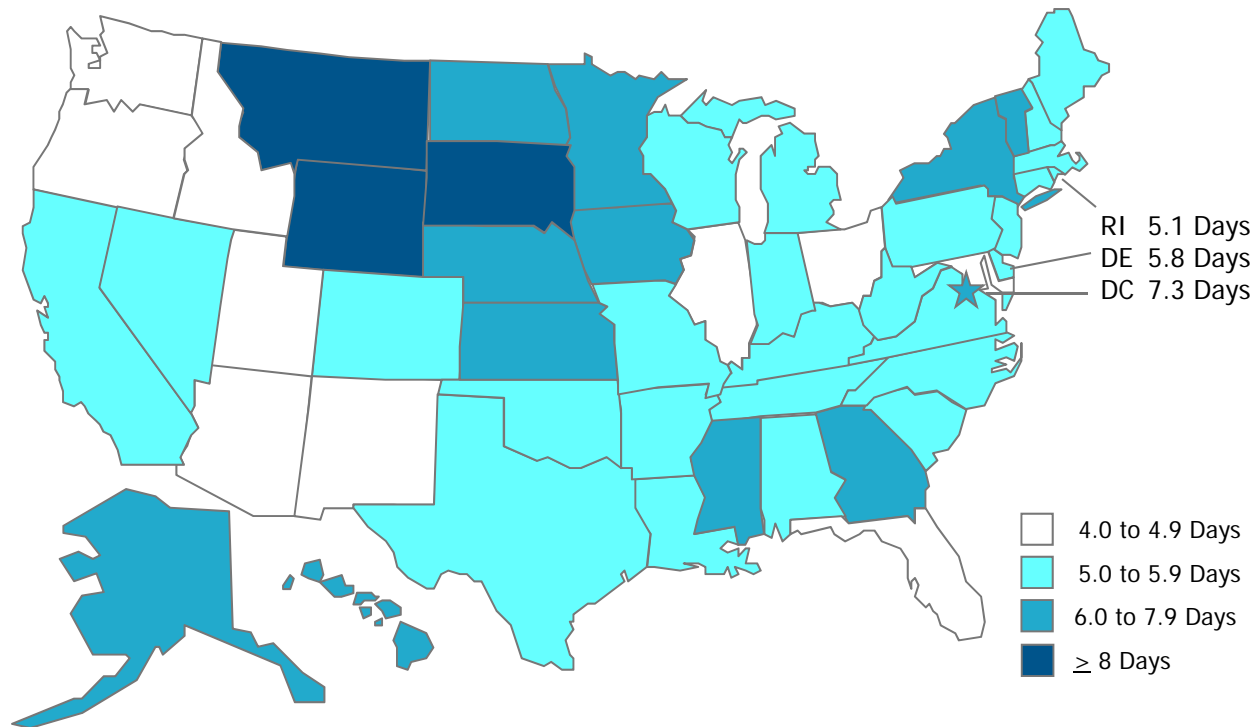 RI 5.1 Days
DE 5.8 Days
DC 7.3 Days
4.0 to 4.9 Days
5.0 to 5.9 Days
6.0 to 7.9 Days
≥ 8 Days